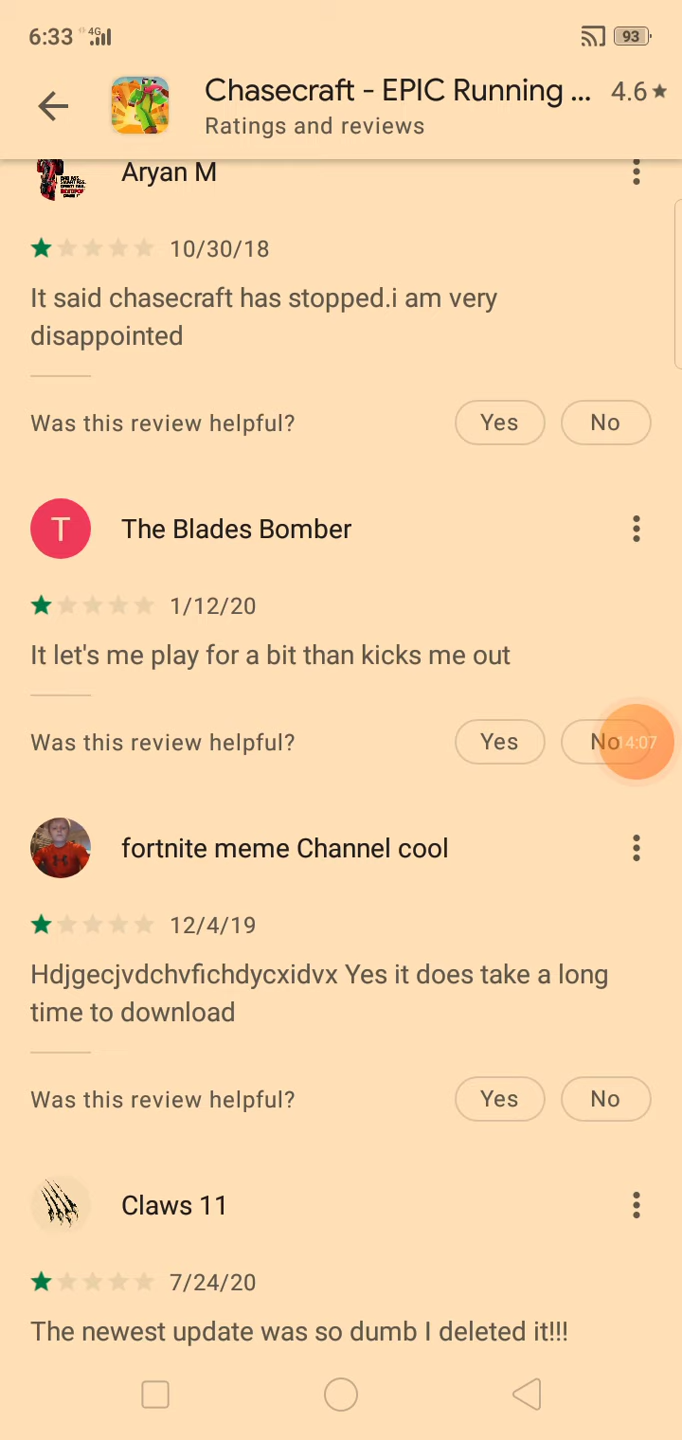 6:33 4G 93
Chasecraft - EPIC Running ... 4.6★
Ratings and reviews
Aryan M
10/30/18
It said chasecraft has stopped.i am very
disappointed
Was this review helpful? Yes No
T The Blades Bomber
1/12/20
It let's me play for a bit than kicks me out
Was this review helpful? Yes No
14:07
fortnite meme Channel cool
12/4/19
Hdjgecjvdchvfichdycxidvx Yes it does take a long
time to download
Was this review helpful? Yes No
Claws 11
7/24/20
The newest update was so dumb I deleted it!!!